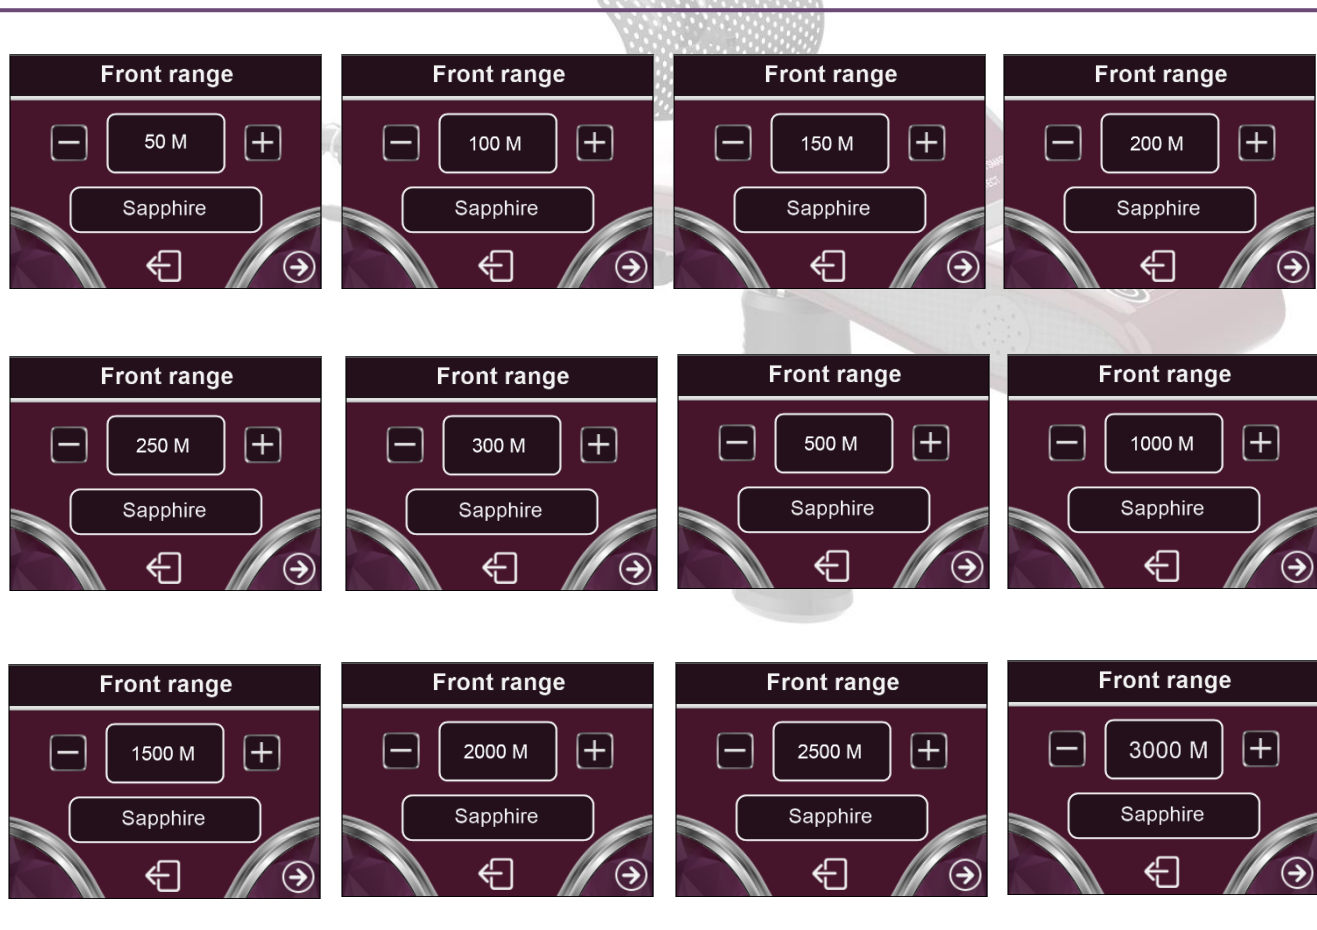 Front range
50 M
Sapphire
Front range
100 M
Sapphire
Front range
150 M
Sapphire
Front range
200 M
Sapphire
Front range
250 M
Sapphire
Front range
300 M
Sapphire
Front range
500 M
Sapphire
Front range
1000 M
Sapphire
Front range
1500 M
Sapphire
Front range
2000 M
Sapphire
Front range
2500 M
Sapphire
Front range
3000 M
Sapphire